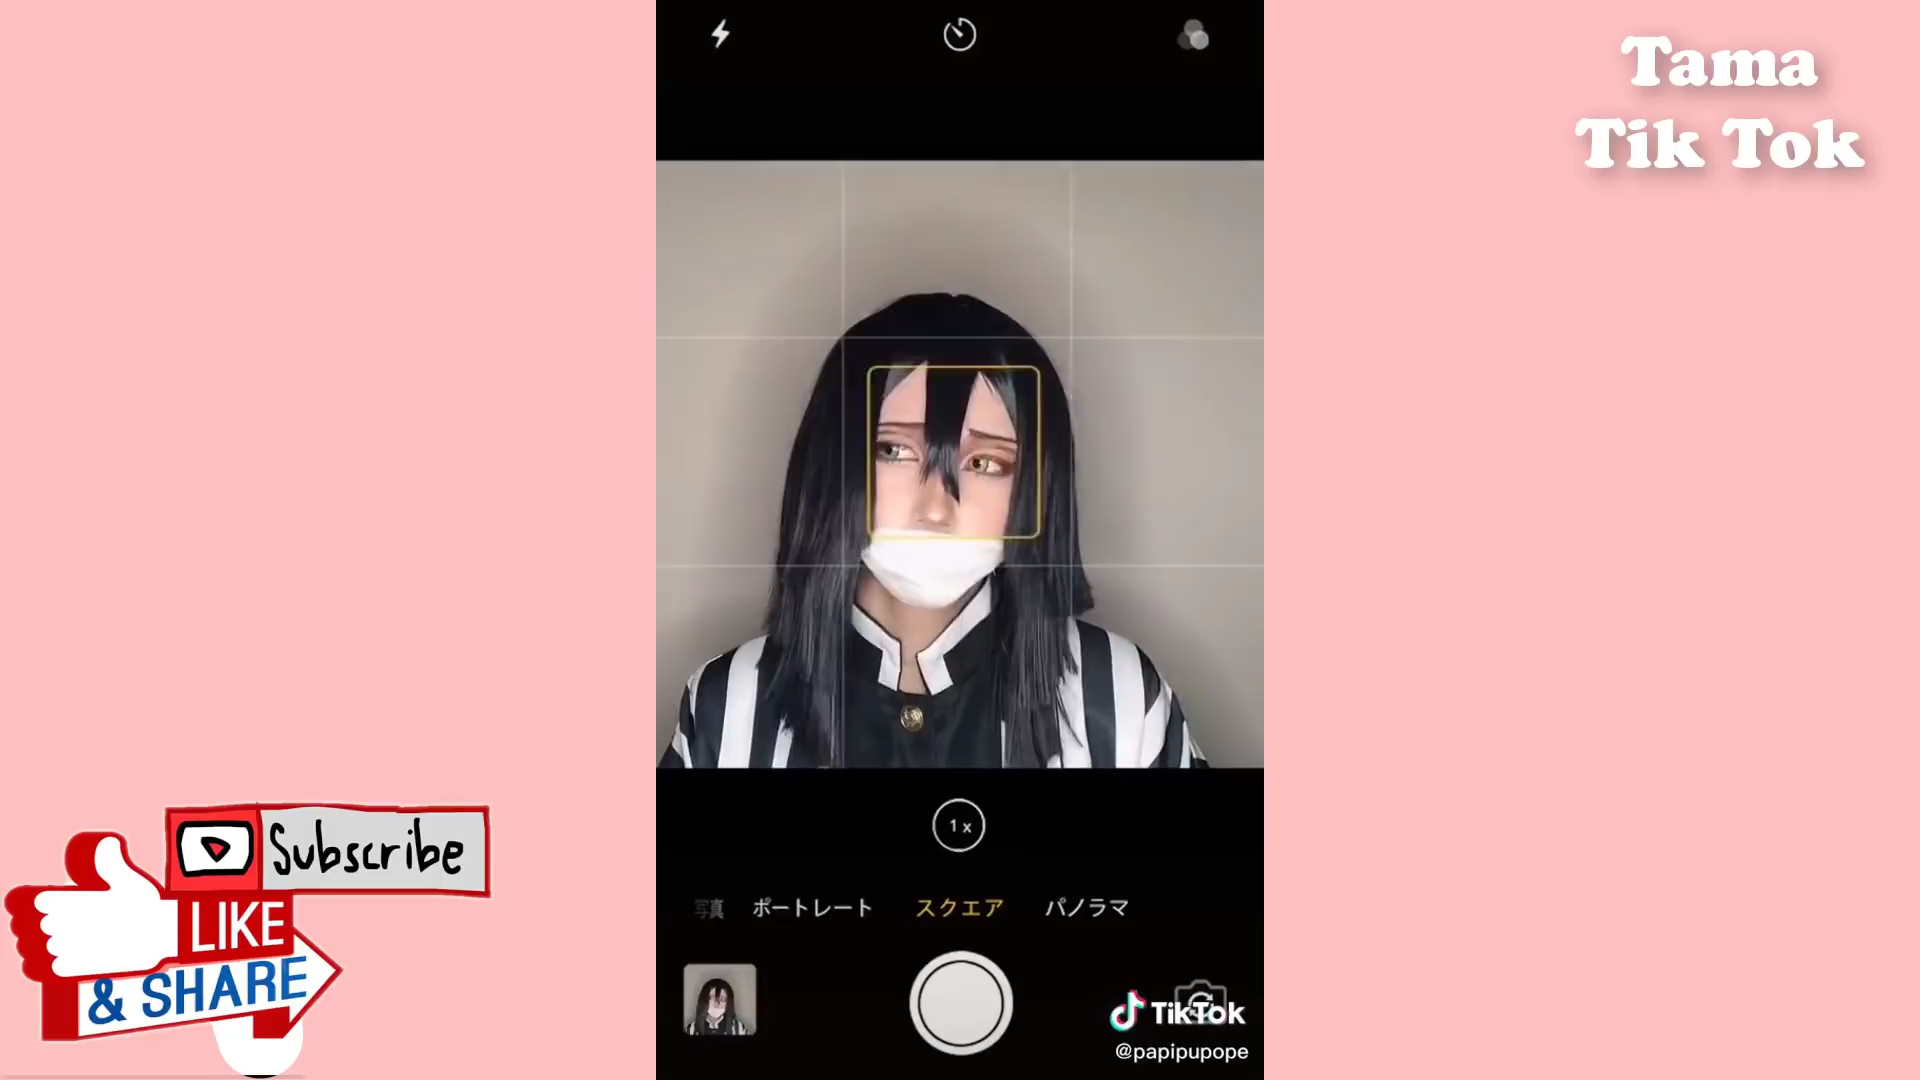 Tama
Tik Tok
1x
写真 ポートレート スクエア パノラマ
Subscribe
LIKE
& SHARE
TikTok
@papipupope